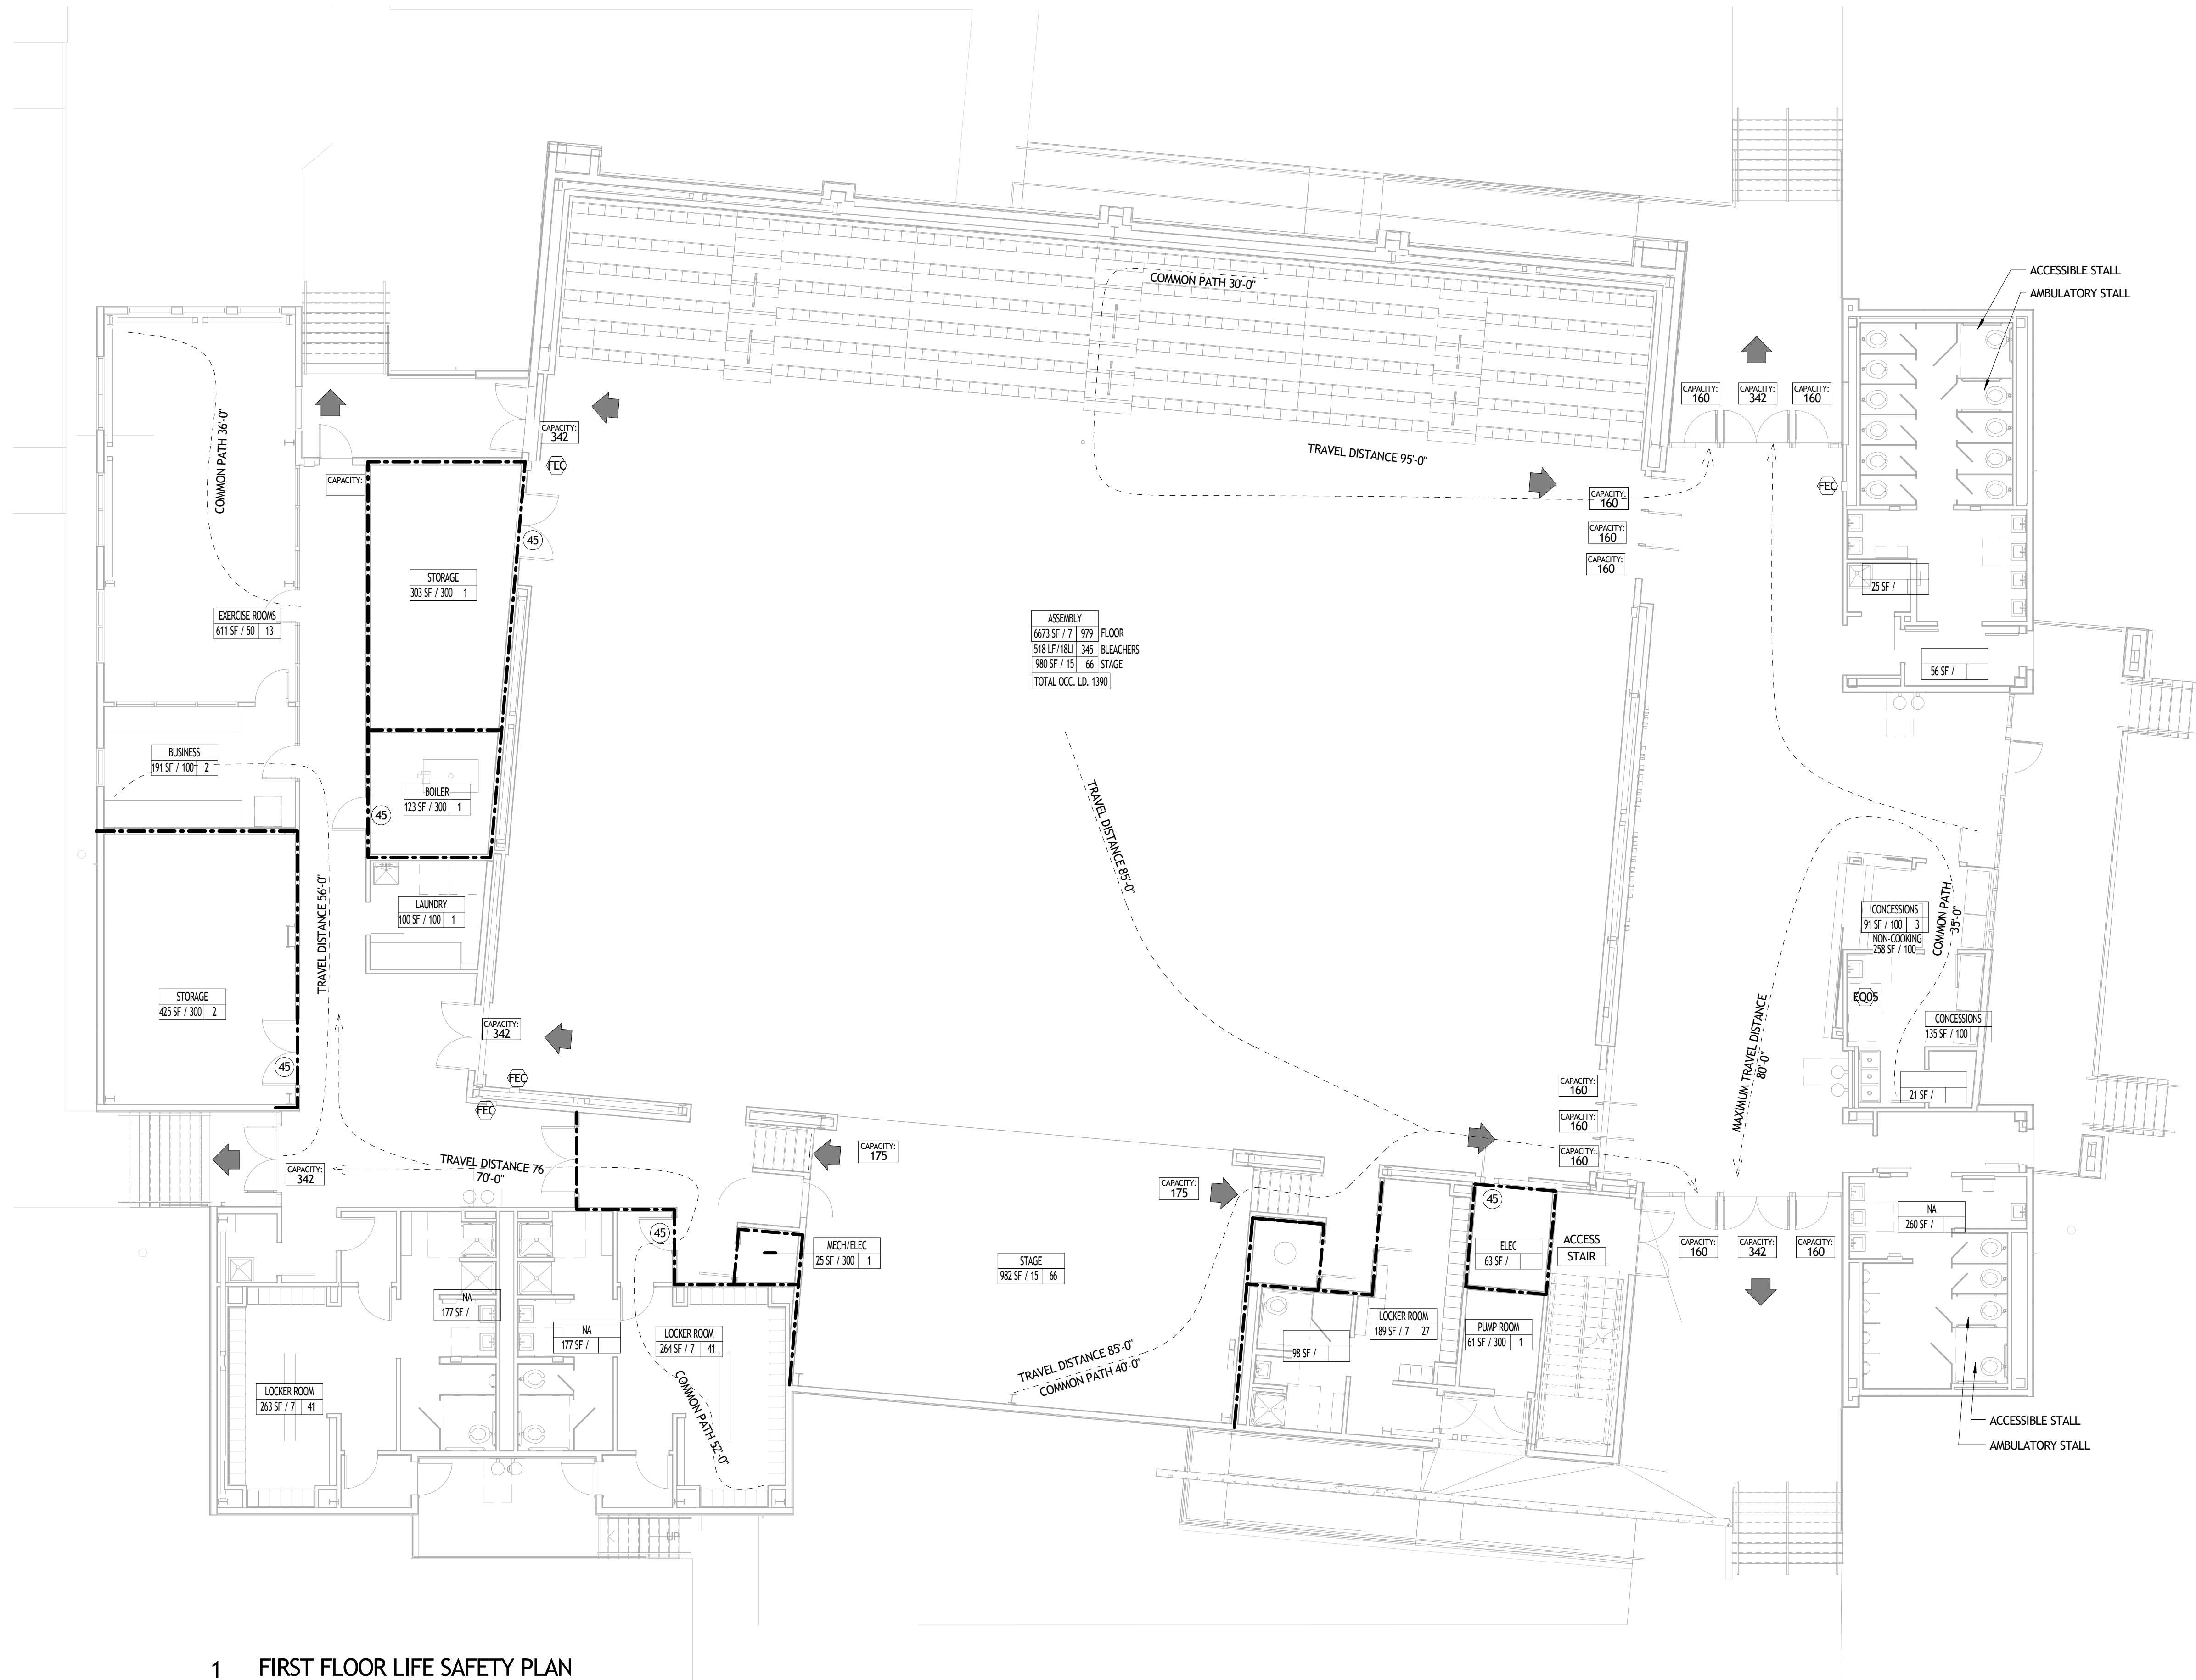 ACCESSIBLE STALL
AMBULATORY STALL
COMMON PATH 30'-0"
CAPACITY:
160
CAPACITY:
342
CAPACITY:
160
COMMON PATH 36'-0"
CAPACITY:
342
FEC
TRAVEL DISTANCE 95'-0"
CAPACITY:
FEC
CAPACITY:
160
CAPACITY:
160
CAPACITY:
160
45
STORAGE
303 SF / 300 1
25 SF /
EXERCISE ROOMS
611 SF / 50 13
ASSEMBLY
6673 SF / 7 979 FLOOR
518 LF/18LI 345 BLEACHERS
980 SF / 15 66 STAGE
TOTAL OCC. LD. 1390
56 SF /
BUSINESS
191 SF / 100 2
BOILER
123 SF / 300 1
45
TRAVEL DISTANCE 85'-0"
TRAVEL DISTANCE 56'-0"
LAUNDRY
100 SF / 100 1
CONCESSIONS
91 SF / 100 3
NON-COOKING
258 SF / 100
COMMON PATH
35'-0"
STORAGE
425 SF / 300 2
EQ05
CONCESSIONS
135 SF / 100
CAPACITY:
342
MAXIMUM TRAVEL DISTANCE
80'-0"
45
FEC
FEC
CAPACITY:
160
CAPACITY:
160
CAPACITY:
160
21 SF /
CAPACITY:
175
TRAVEL DISTANCE 76
70'-0"
CAPACITY:
342
CAPACITY:
175
45
45
NA
260 SF /
MECH/ELEC
25 SF / 300 1
STAGE
982 SF / 15 66
ELEC
63 SF /
ACCESS
STAIR
CAPACITY:
160
CAPACITY:
342
CAPACITY:
160
NA
177 SF /
NA
177 SF /
LOCKER ROOM
264 SF / 7 41
LOCKER ROOM
189 SF / 7 27
PUMP ROOM
61 SF / 300 1
98 SF /
TRAVEL DISTANCE 85'-0"
COMMON PATH 40'-0"
LOCKER ROOM
263 SF / 7 41
COMMON PATH 52'-0"
ACCESSIBLE STALL
AMBULATORY STALL
UP
1 FIRST FLOOR LIFE SAFETY PLAN